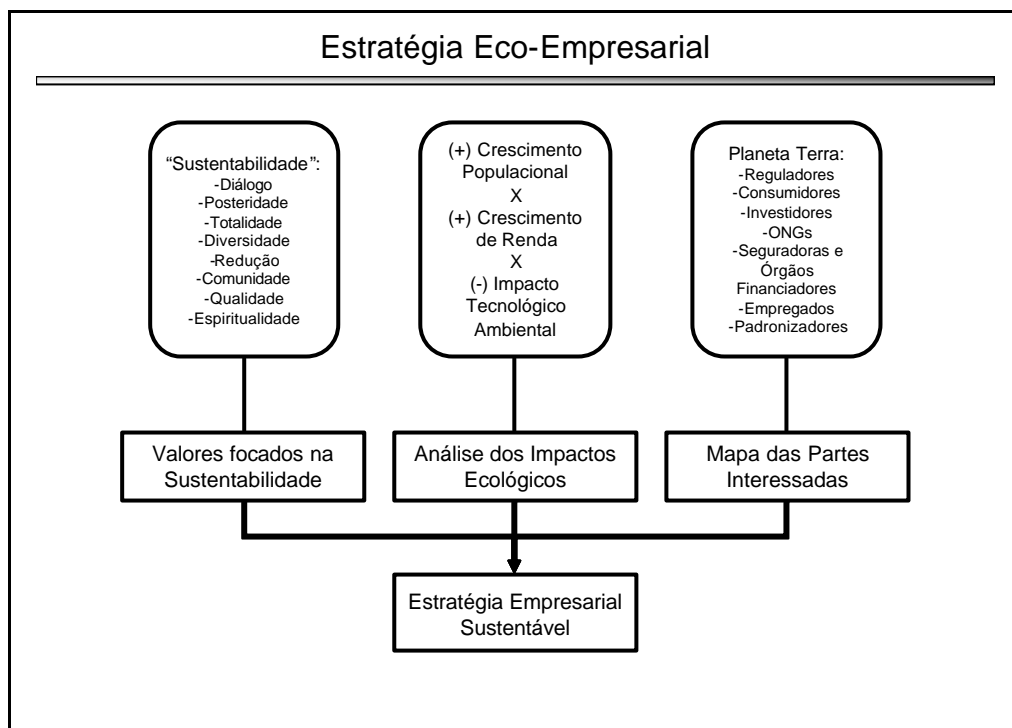 Estratégia Eco-Empresarial
“Sustentabilidade”:
-Diálogo
-Posteridade
-Totalidade
-Diversidade
-Redução
-Comunidade
-Qualidade
-Espiritualidade
(+) Crescimento
Populacional
X
(+) Crescimento
de Renda
X
(-) Impacto
Tecnológico
Ambiental
Planeta Terra:
-Reguladores
-Consumidores
-Investidores
-ONGs
-Seguradoras e
Órgãos
Financiadores
-Empregados
-Padronizadores
Valores focados na
Sustentabilidade
Análise dos Impactos
Ecológicos
Mapa das Partes
Interessadas
Estratégia Empresarial
Sustentável